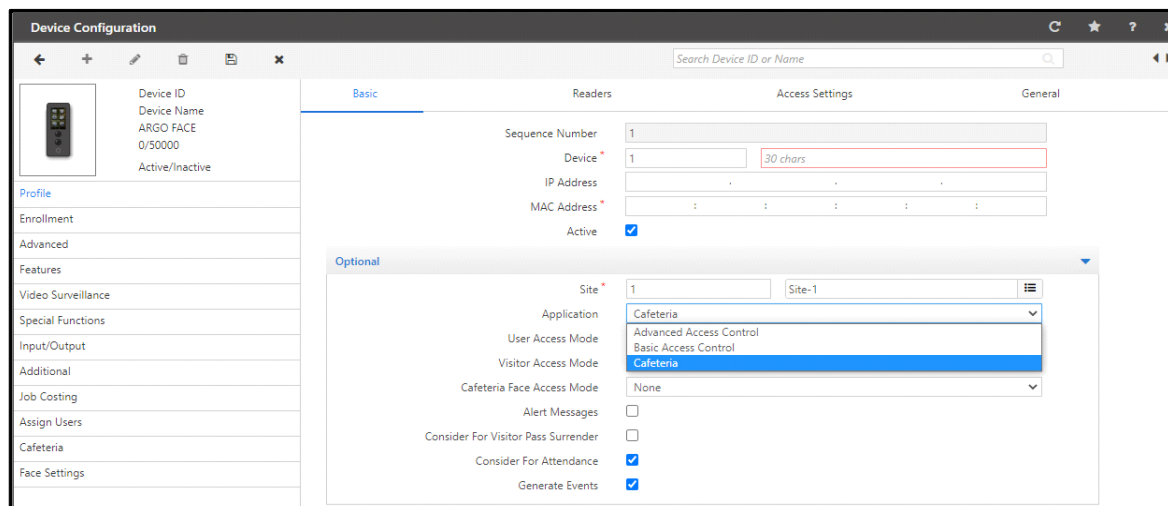 Device Configuration
Search Device ID or Name
Device ID
Device Name
ARGO FACE
0/50000
Active/Inactive
Profile
Enrollment
Advanced
Features
Video Surveillance
Special Functions
Input/Output
Additional
Job Costing
Assign Users
Cafeteria
Face Settings
Basic Readers Access Settings General
Sequence Number 1
Device * 1 30 chars
IP Address . . .
MAC Address * : : : : :
Active
Optional
Site * 1 Site-1
Application Cafeteria
Advanced Access Control
User Access Mode Basic Access Control
Visitor Access Mode Cafeteria
Cafeteria Face Access Mode None
Alert Messages
Consider For Visitor Pass Surrender
Consider For Attendance
Generate Events